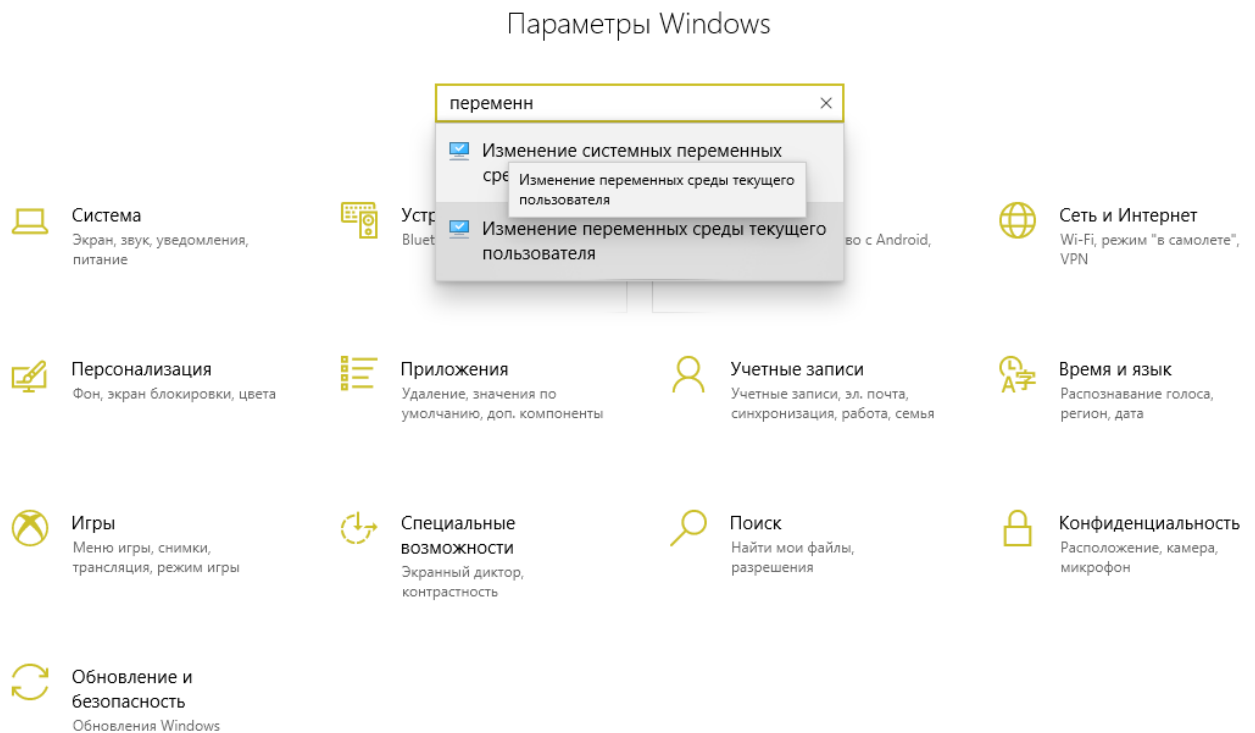 Параметры Windows
переменн
Изменение системных переменных
сре
Изменение переменных среды текущего
пользователя
Изменение переменных среды текущего
пользователя
Система
Экран, звук, уведомления,
питание
Устр
Bluet
во с Android,
Сеть и Интернет
Wi-Fi, режим "в самолете",
VPN
Персонализация
Фон, экран блокировки, цвета
Приложения
Удаление, значения по
умолчанию, доп. компоненты
Учетные записи
Учетные записи, эл. почта,
синхронизация, работа, семья
Время и язык
Распознавание голоса,
регион, дата
Игры
Меню игры, снимки,
трансляция, режим игры
Специальные
возможности
Экранный диктор,
контрастность
Поиск
Найти мои файлы,
разрешения
Конфиденциальность
Расположение, камера,
микрофон
Обновление и
безопасность
Обновления Windows